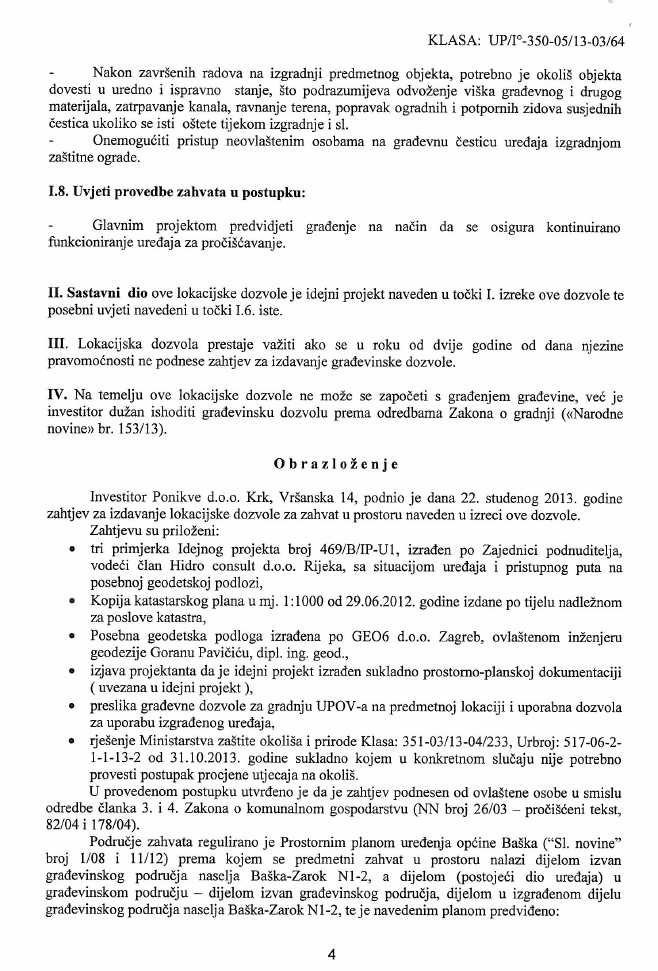 KLASA: UP/I°-350-05/13-03/64
- Nakon završenih radova na izgradnji predmetnog objekta, potrebno je okoliš objekta
dovesti u uredno i ispravno stanje, što podrazumijeva odvoženje viška građevnog i drugog
materijala, zatrpavanje kanala, ravnanje terena, popravak ogradnih i potpornih zidova susjednih
čestica ukoliko se isti oštete tijekom izgradnje i sl.
- Onemogućiti pristup neovlaštenim osobama na građevnu česticu uređaja izgradnjom
zaštitne ograde.
I.8. Uvjeti provedbe zahvata u postupku:
- Glavnim projektom predvidjeti građenje na način da se osigura kontinuirano
funkcioniranje uređaja za pročišćavanje.
II. Sastavni dio ove lokacijske dozvole je idejni projekt naveden u točki I. izreke ove dozvole te
posebni uvjeti navedeni u točki I.6. iste.
III. Lokacijska dozvola prestaje važiti ako se u roku od dvije godine od dana njezine
pravomoćnosti ne podnese zahtjev za izdavanje građevinske dozvole.
IV. Na temelju ove lokacijske dozvole ne može se započeti s građenjem građevine, već je
investitor dužan ishoditi građevinsku dozvolu prema odredbama Zakona o gradnji («Narodne
novine» br. 153/13).
O b r a z l o ž e n j e
Investitor Ponikve d.o.o. Krk, Vršanska 14, podnio je dana 22. studenog 2013. godine
zahtjev za izdavanje lokacijske dozvole za zahvat u prostoru naveden u izreci ove dozvole.
Zahtjevu su priloženi:
• tri primjerka Idejnog projekta broj 469/B/IP-U1, izrađen po Zajednici podnuditelja,
vodeći član Hidro consult d.o.o. Rijeka, sa situacijom uređaja i pristupnog puta na
posebnoj geodetskoj podlozi,
• Kopija katastarskog plana u mj. 1:1000 od 29.06.2012. godine izdane po tijelu nadležnom
za poslove katastra,
• Posebna geodetska podloga izrađena po GEO6 d.o.o. Zagreb, ovlaštenom inženjeru
geodezije Goranu Pavičiću, dipl. ing. geod.,
• izjava projektanta da je idejni projekt izrađen sukladno prostorno-planskoj dokumentaciji
( uvezana u idejni projekt ),
• preslika građevne dozvole za gradnju UPOV-a na predmetnoj lokaciji i uporabna dozvola
za uporabu izgrađenog uređaja,
• rješenje Ministarstva zaštite okoliša i prirode Klasa: 351-03/13-04/233, Urbroj: 517-06-2-
1-1-13-2 od 31.10.2013. godine sukladno kojem u konkretnom slučaju nije potrebno
provesti postupak procjene utjecaja na okoliš.
U provedenom postupku utvrđeno je da je zahtjev podnesen od ovlaštene osobe u smislu
odredbe članka 3. i 4. Zakona o komunalnom gospodarstvu (NN broj 26/03 – pročišćeni tekst,
82/04 i 178/04).
Područje zahvata regulirano je Prostornim planom uređenja općine Baška (“Sl. novine”
broj 1/08 i 11/12) prema kojem se predmetni zahvat u prostoru nalazi dijelom izvan
građevinskog područja naselja Baška-Zarok N1-2, a dijelom (postojeći dio uređaja) u
građevinskom području – dijelom izvan građevinskog područja, dijelom u izgrađenom dijelu
građevinskog područja naselja Baška-Zarok N1-2, te je navedenim planom predviđeno:
4